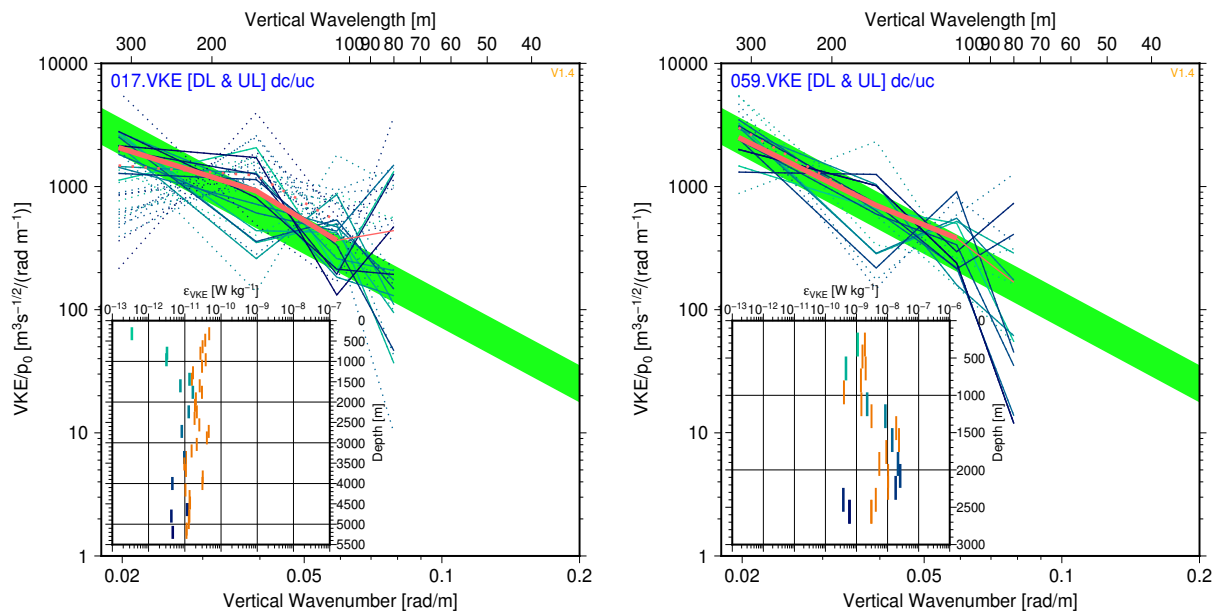 Vertical Wavelength [m]
300 200 100 90 80 70 60 50 40
017.VKE [DL & UL] dc/uc
V1.4
VKE/p₀ [m³s⁻¹ᐟ²/(rad m⁻¹)]
10000
1000
100
10
1
ε_VKE [W kg⁻¹]
10⁻¹³ 10⁻¹² 10⁻¹¹ 10⁻¹⁰ 10⁻⁹ 10⁻⁸ 10⁻⁷
0
500
1000
1500
2000
2500
3000
3500
4000
4500
5000
5500
Depth [m]
0.02 0.05 0.1 0.2
Vertical Wavenumber [rad/m]
Vertical Wavelength [m]
300 200 100 90 80 70 60 50 40
059.VKE [DL & UL] dc/uc
V1.4
VKE/p₀ [m³s⁻¹ᐟ²/(rad m⁻¹)]
10000
1000
100
10
1
ε_VKE [W kg⁻¹]
10⁻¹³ 10⁻¹² 10⁻¹¹ 10⁻¹⁰ 10⁻⁹ 10⁻⁸ 10⁻⁷ 10⁻⁶
0
500
1000
1500
2000
2500
3000
Depth [m]
0.02 0.05 0.1 0.2
Vertical Wavenumber [rad/m]